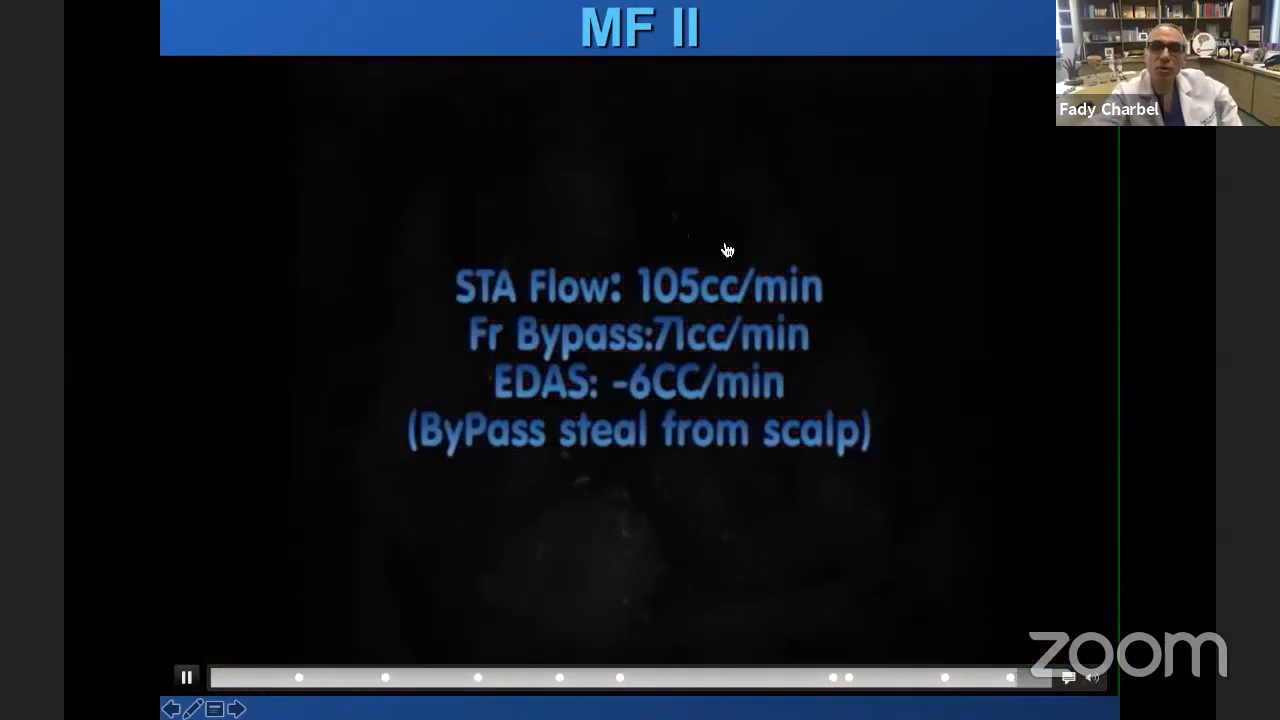 MF II
Fady Charbel
STA Flow: 105cc/min
Fr Bypass:71cc/min
EDAS: -6CC/min
(ByPass steal from scalp)
zoom